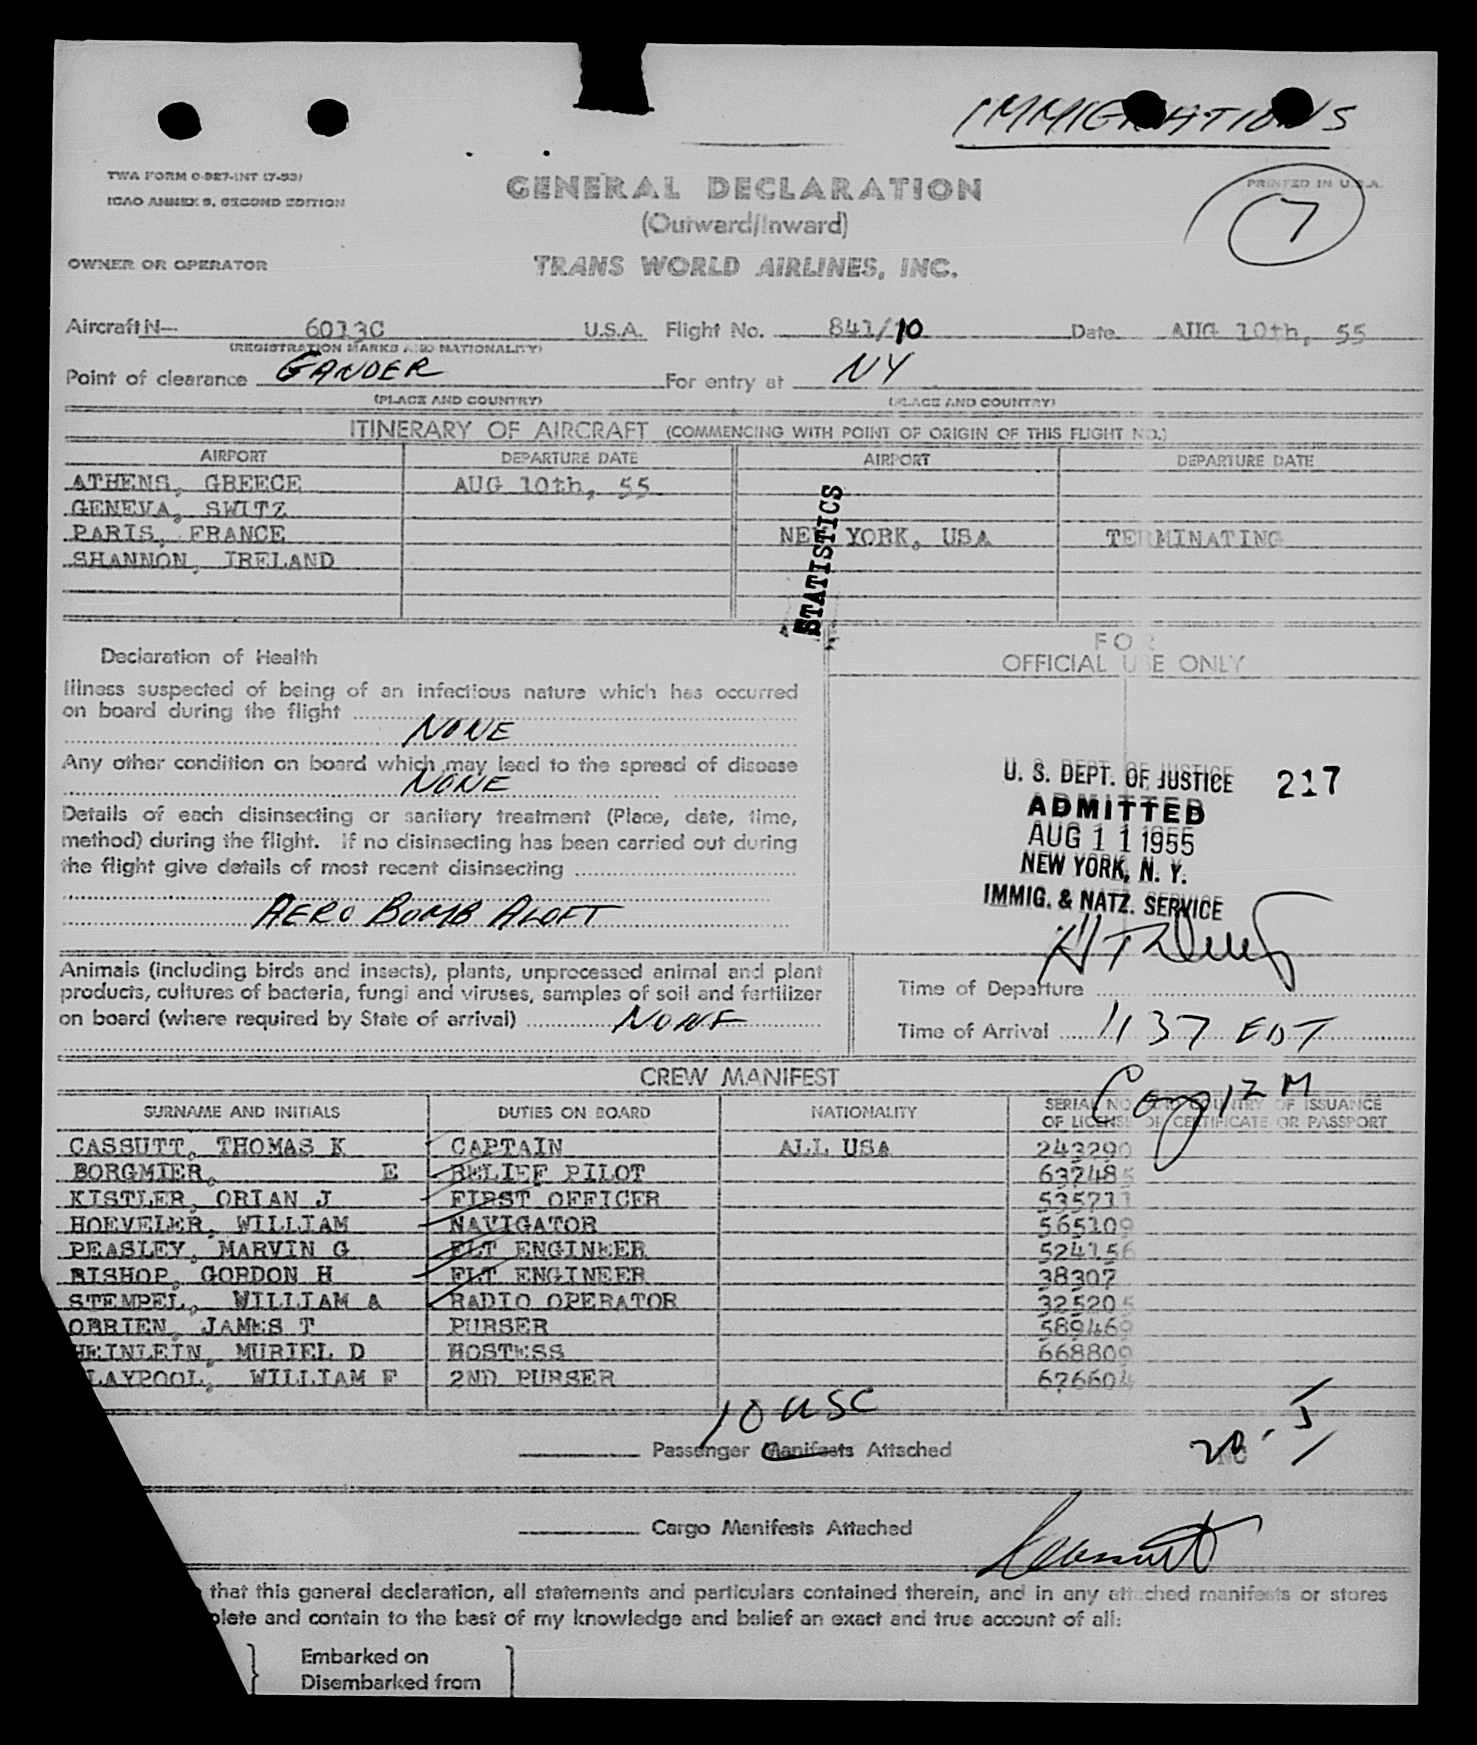 IMMIGRATIONS
TWA FORM O-927-INT (7-53)
ICAO ANNEX 9, SECOND EDITION
GENERAL DECLARATION
PRINTED IN U.S.A.
(Outward/Inward)
7
OWNER OR OPERATOR
TRANS WORLD AIRLINES, INC.
Aircraft N- 6013C U.S.A. Flight No. 841/10 Date AUG 10th, 55
(REGISTRATION MARKS AND NATIONALITY)
Point of clearance GANDER For entry at NY
(PLACE AND COUNTRY) (PLACE AND COUNTRY)
ITINERARY OF AIRCRAFT (COMMENCING WITH POINT OF ORIGIN OF THIS FLIGHT NO.)
AIRPORT DEPARTURE DATE AIRPORT DEPARTURE DATE
ATHENS, GREECE AUG 10th, 55
GENEVA, SWITZ
PARIS, FRANCE NEW YORK, USA TERMINATING
SHANNON, IRELAND
STATISTICS
FOR
OFFICIAL USE ONLY
Declaration of Health
Illness suspected of being of an infectious nature which has occurred
on board during the flight
NONE
Any other condition on board which may lead to the spread of disease
NONE
Details of each disinsecting or sanitary treatment (Place, date, time,
method) during the flight. If no disinsecting has been carried out during
the flight give details of most recent disinsecting
AERO BOMB ALOFT
U. S. DEPT. OF JUSTICE 217
ADMITTED
AUG 11 1955
NEW YORK, N. Y.
IMMIG. & NATZ. SERVICE
Animals (including birds and insects), plants, unprocessed animal and plant
products, cultures of bacteria, fungi and viruses, samples of soil and fertilizer
on board (where required by State of arrival) NONE
Time of Departure
Time of Arrival 1137 EDT
CREW MANIFEST
SURNAME AND INITIALS DUTIES ON BOARD NATIONALITY SERIAL NO. AND COUNTRY OF ISSUANCE
OF LICENSE OR CERTIFICATE OR PASSPORT
CASSUTT, THOMAS K CAPTAIN ALL USA 243290
BORGMIER, E RELIEF PILOT 637485
KISTLER, ORIAN J FIRST OFFICER 535711
HOEVELER, WILLIAM NAVIGATOR 565109
PEASLEY, MARVIN G FLT ENGINEER 524156
BISHOP, GORDON H FLT ENGINEER 38307
STEMPEL, WILLIAM A RADIO OPERATOR 325205
OBRIEN, JAMES T PURSER 589469
HEINLEIN, MURIEL D HOSTESS 668809
LAYPOOL, WILLIAM F 2ND PURSER 676604
10 USC
Passenger Manifests Attached
Cargo Manifests Attached
that this general declaration, all statements and particulars contained therein, and in any attached manifests or stores
plete and contain to the best of my knowledge and belief an exact and true account of all:
Embarked on
Disembarked from